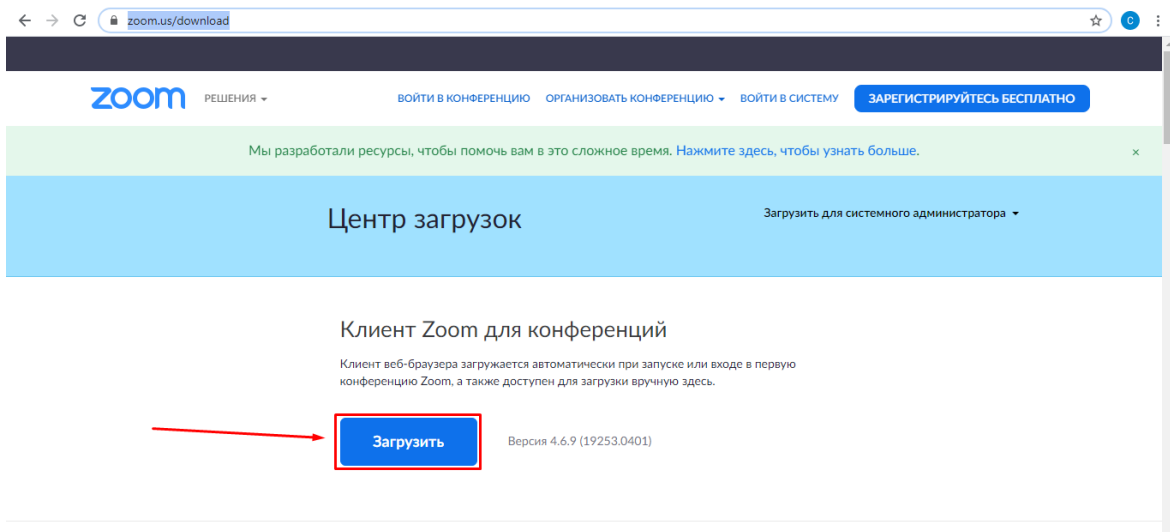 zoom.us/download
C
zoom РЕШЕНИЯ ВОЙТИ В КОНФЕРЕНЦИЮ ОРГАНИЗОВАТЬ КОНФЕРЕНЦИЮ ВОЙТИ В СИСТЕМУ ЗАРЕГИСТРИРУЙТЕСЬ БЕСПЛАТНО
Мы разработали ресурсы, чтобы помочь вам в это сложное время. Нажмите здесь, чтобы узнать больше. ×
Центр загрузок Загрузить для системного администратора
Клиент Zoom для конференций
Клиент веб-браузера загружается автоматически при запуске или входе в первую
конференцию Zoom, а также доступен для загрузки вручную здесь.
Загрузить Версия 4.6.9 (19253.0401)